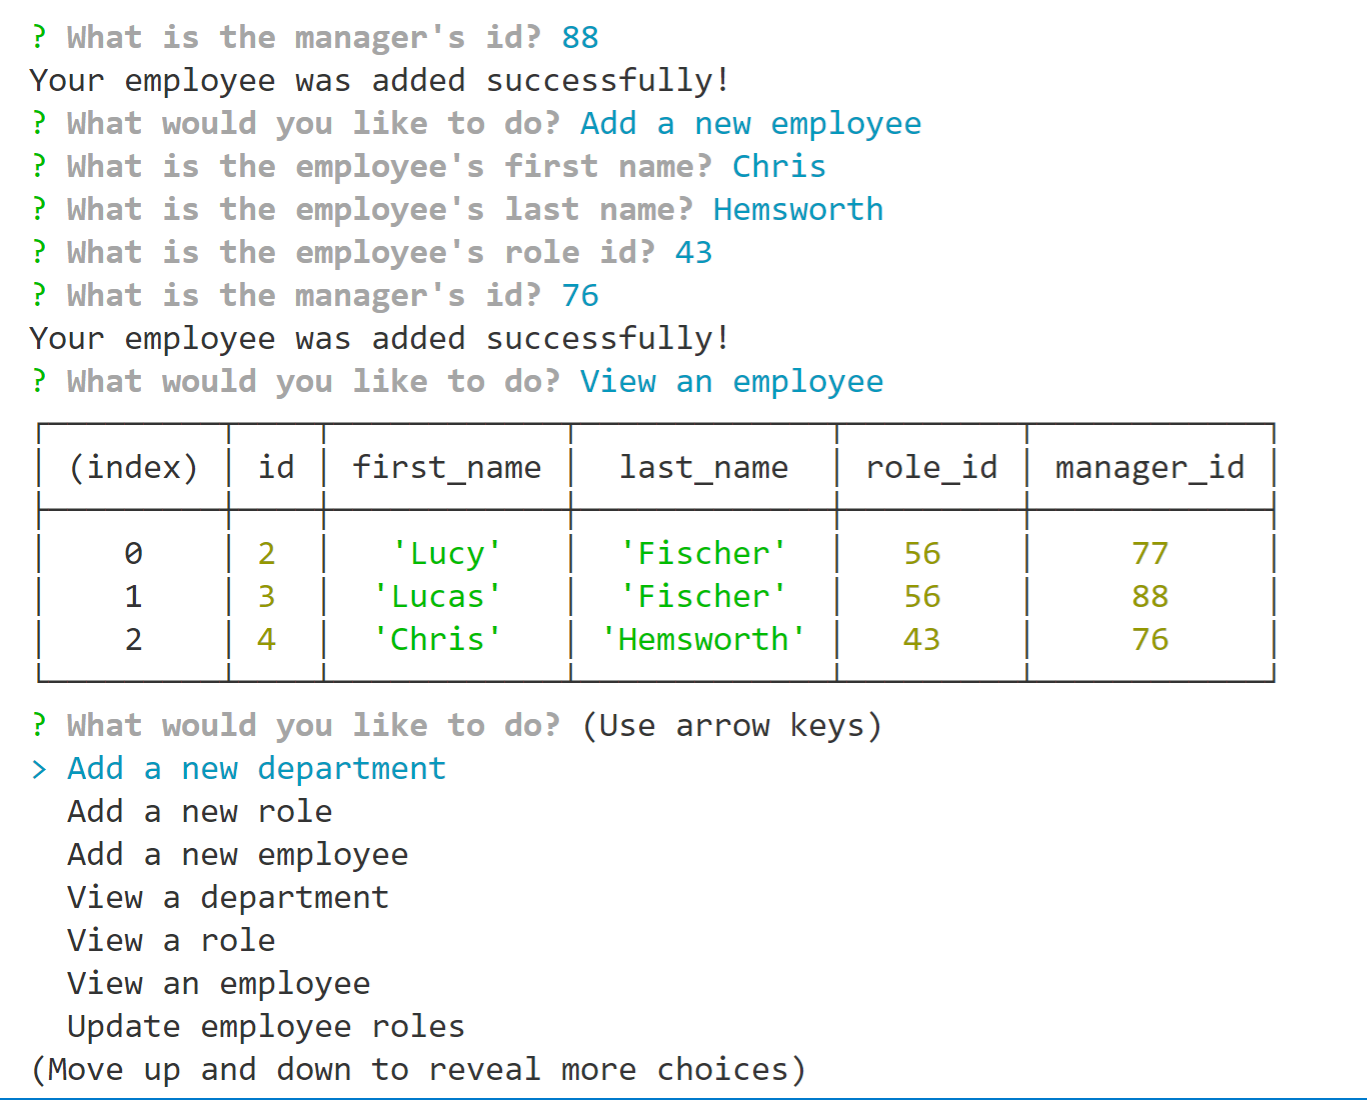 ? What is the manager's id? 88
Your employee was added successfully!
? What would you like to do? Add a new employee
? What is the employee's first name? Chris
? What is the employee's last name? Hemsworth
? What is the employee's role id? 43
? What is the manager's id? 76
Your employee was added successfully!
? What would you like to do? View an employee
(index) id first_name last_name role_id manager_id
0 2 'Lucy' 'Fischer' 56 77
1 3 'Lucas' 'Fischer' 56 88
2 4 'Chris' 'Hemsworth' 43 76
? What would you like to do? (Use arrow keys)
> Add a new department
Add a new role
Add a new employee
View a department
View a role
View an employee
Update employee roles
(Move up and down to reveal more choices)